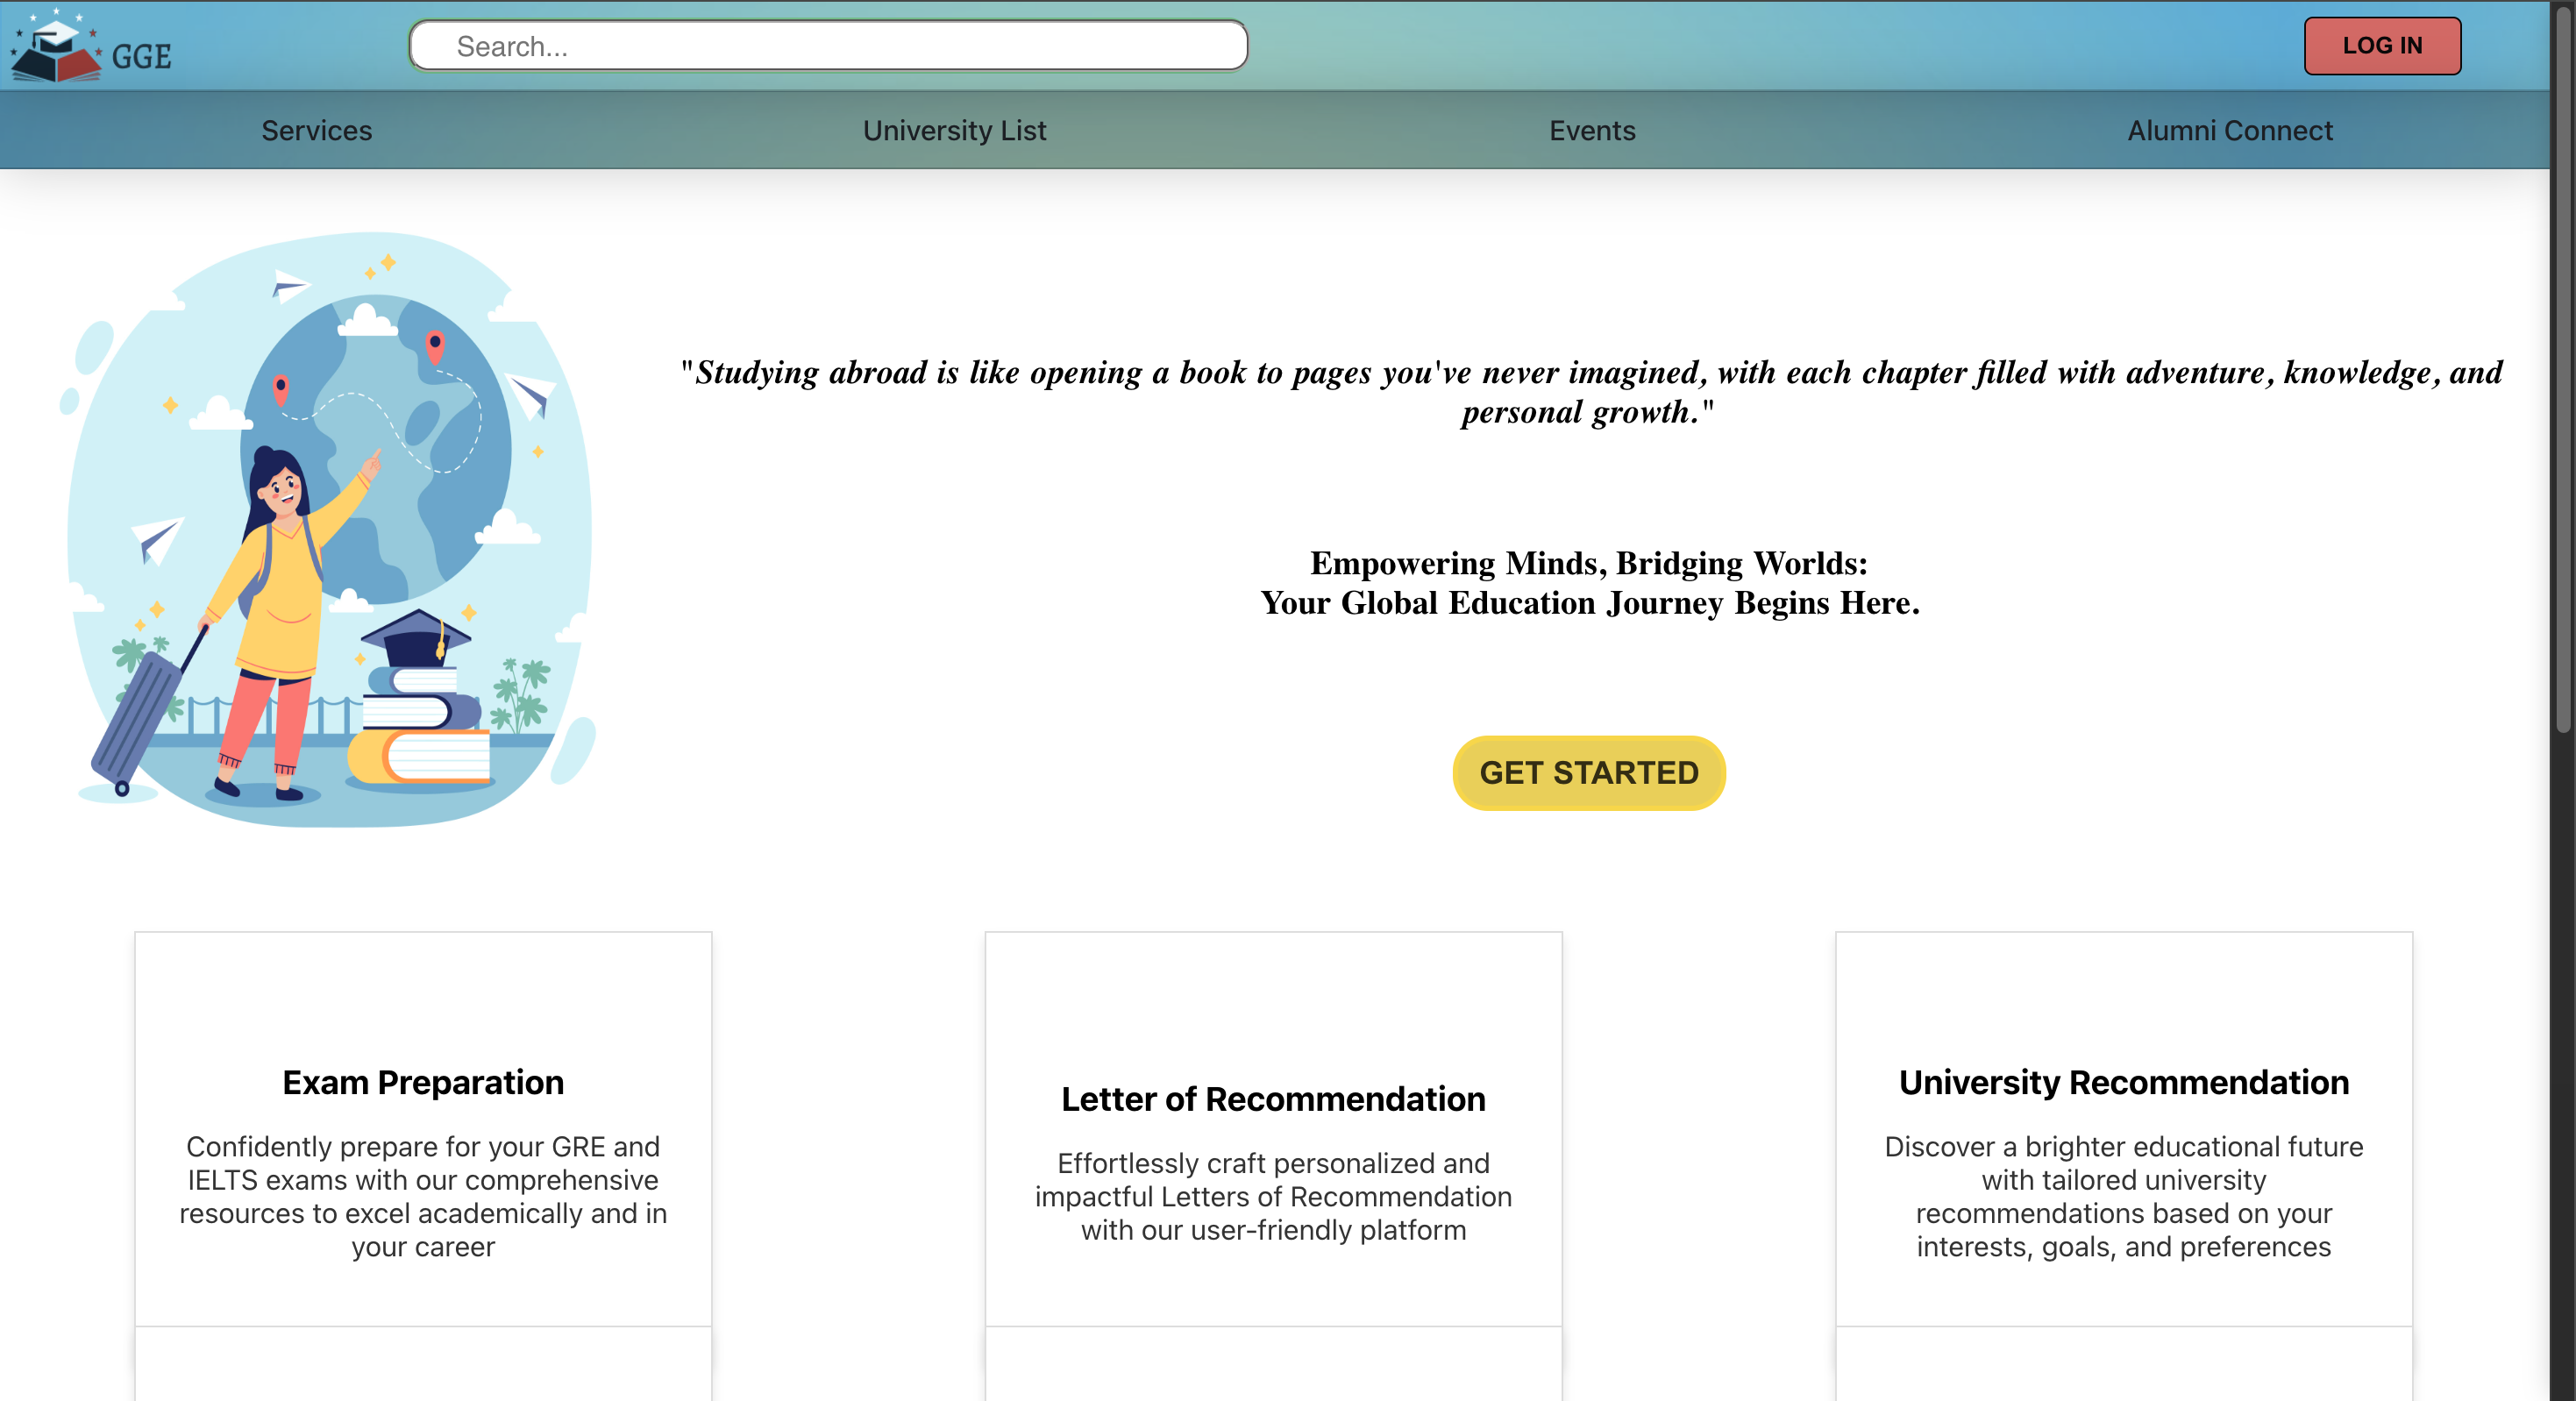 GGE
Search...
LOG IN
Services
University List
Events
Alumni Connect
"Studying abroad is like opening a book to pages you've never imagined, with each chapter filled with adventure, knowledge, and
personal growth."
Empowering Minds, Bridging Worlds:
Your Global Education Journey Begins Here.
GET STARTED
Exam Preparation
Confidently prepare for your GRE and
IELTS exams with our comprehensive
resources to excel academically and in
your career
Letter of Recommendation
Effortlessly craft personalized and
impactful Letters of Recommendation
with our user-friendly platform
University Recommendation
Discover a brighter educational future
with tailored university
recommendations based on your
interests, goals, and preferences